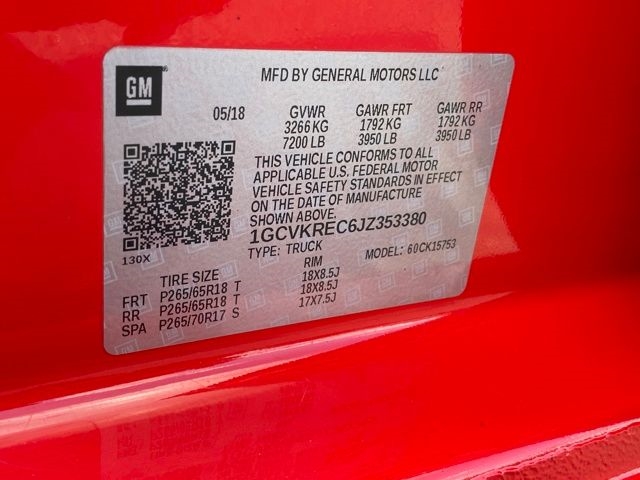 GM
MFD BY GENERAL MOTORS LLC
05/18 GVWR GAWR FRT GAWR RR
3266 KG 1792 KG 1792 KG
7200 LB 3950 LB 3950 LB
THIS VEHICLE CONFORMS TO ALL
APPLICABLE U.S. FEDERAL MOTOR
VEHICLE SAFETY STANDARDS IN EFFECT
ON THE DATE OF MANUFACTURE
SHOWN ABOVE.
1GCVKREC6JZ353380
TYPE: TRUCK MODEL: 60CK15753
130X
TIRE SIZE RIM
FRT P265/65R18 T 18X8.5J
RR P265/65R18 T 18X8.5J
SPA P265/70R17 S 17X7.5J